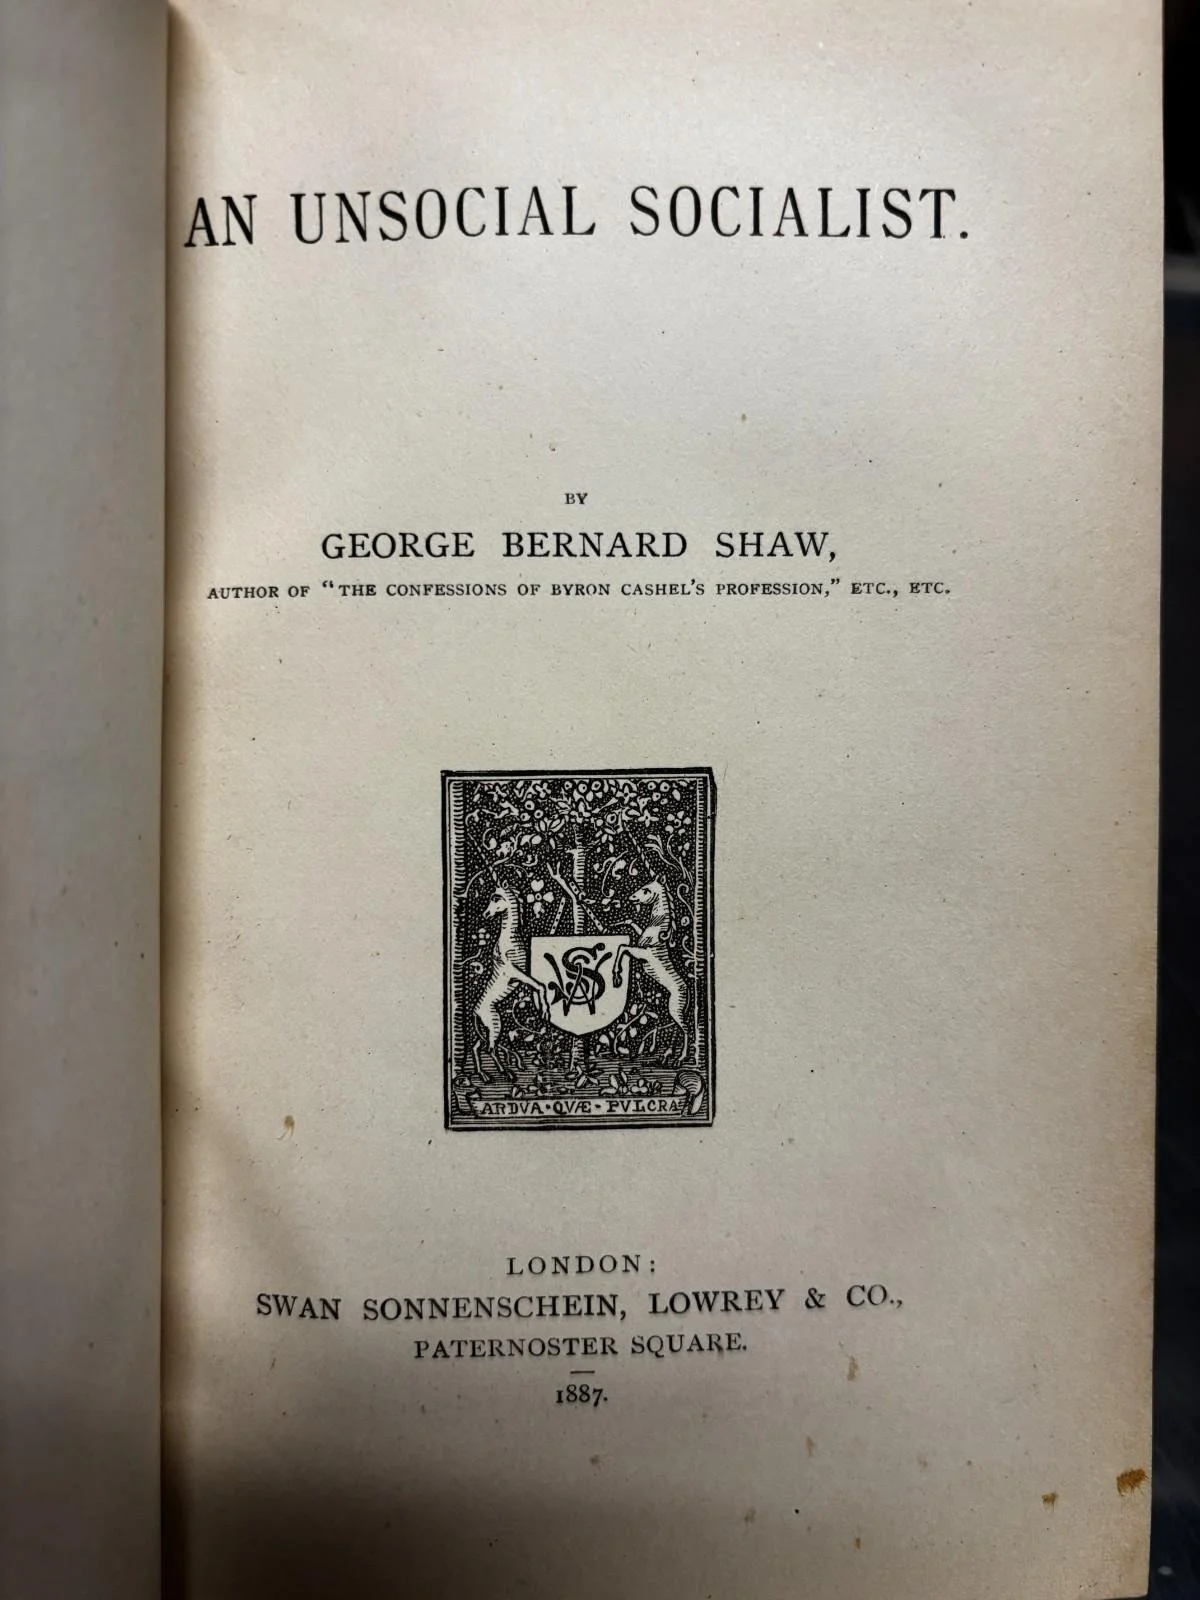 AN UNSOCIAL SOCIALIST.
BY
GEORGE BERNARD SHAW,
AUTHOR OF "THE CONFESSIONS OF BYRON CASHEL'S PROFESSION," ETC., ETC.
ARDVA · QVÆ · PVLCRA
LONDON:
SWAN SONNENSCHEIN, LOWREY & CO.,
PATERNOSTER SQUARE.
1887.